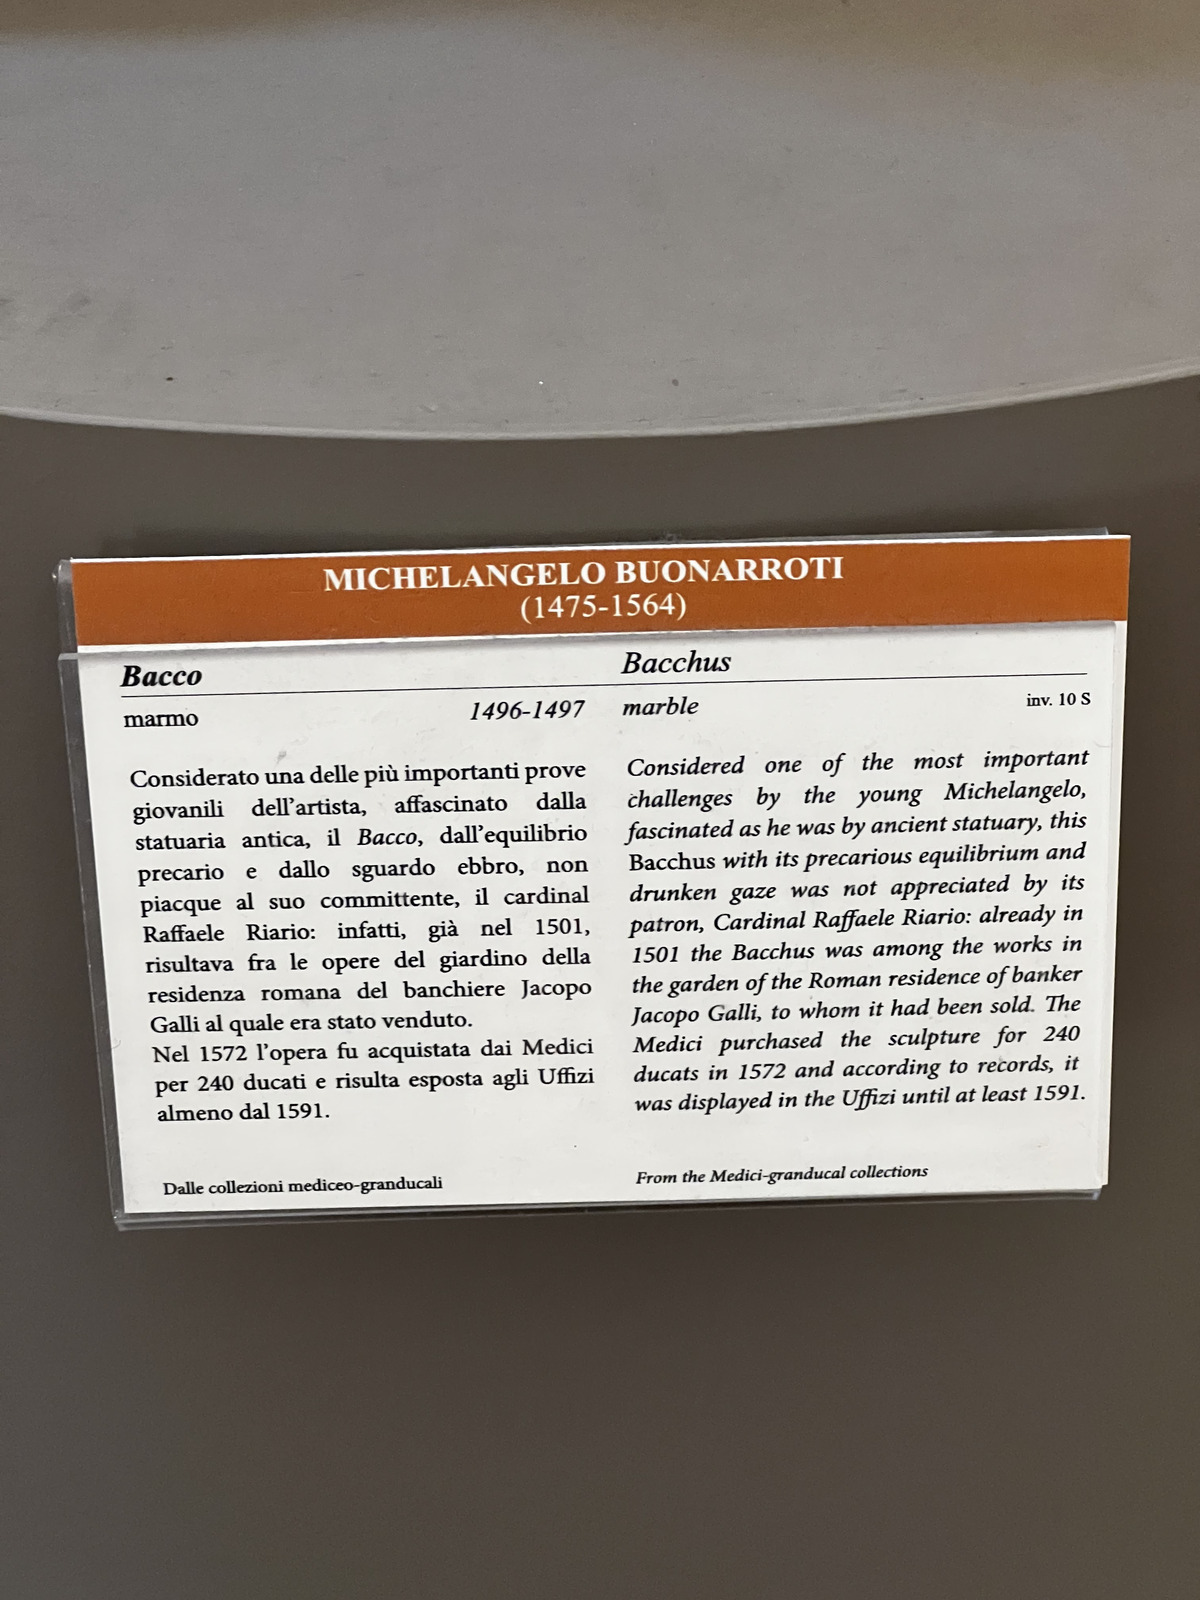 MICHELANGELO BUONARROTI
(1475-1564)
Bacco
marmo 1496-1497
Considerato una delle più importanti prove
giovanili dell'artista, affascinato dalla
statuaria antica, il Bacco, dall'equilibrio
precario e dallo sguardo ebbro, non
piacque al suo committente, il cardinal
Raffaele Riario: infatti, già nel 1501,
risultava fra le opere del giardino della
residenza romana del banchiere Jacopo
Galli al quale era stato venduto.
Nel 1572 l'opera fu acquistata dai Medici
per 240 ducati e risulta esposta agli Uffizi
almeno dal 1591.
Dalle collezioni mediceo-granducali
Bacchus
marble inv. 10 S
Considered one of the most important
challenges by the young Michelangelo,
fascinated as he was by ancient statuary, this
Bacchus with its precarious equilibrium and
drunken gaze was not appreciated by its
patron, Cardinal Raffaele Riario: already in
1501 the Bacchus was among the works in
the garden of the Roman residence of banker
Jacopo Galli, to whom it had been sold. The
Medici purchased the sculpture for 240
ducats in 1572 and according to records, it
was displayed in the Uffizi until at least 1591.
From the Medici-granducal collections